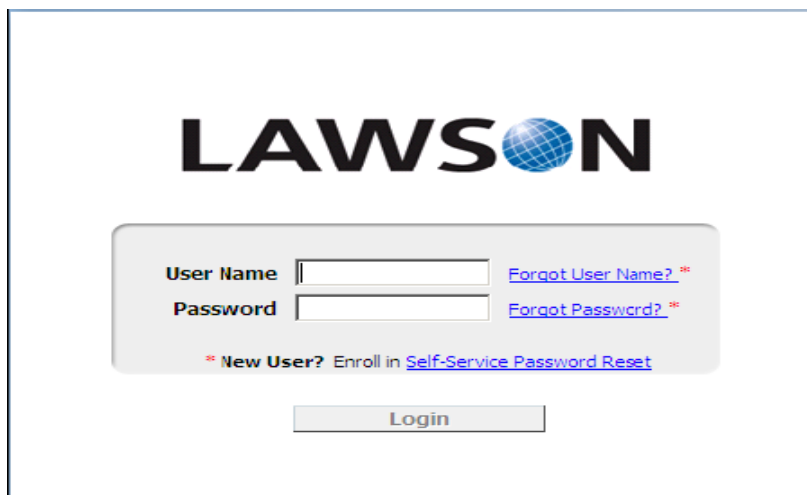 LAWSON
User Name Forgot User Name? *
Password Forgot Password? *
* New User? Enroll in Self-Service Password Reset
Login